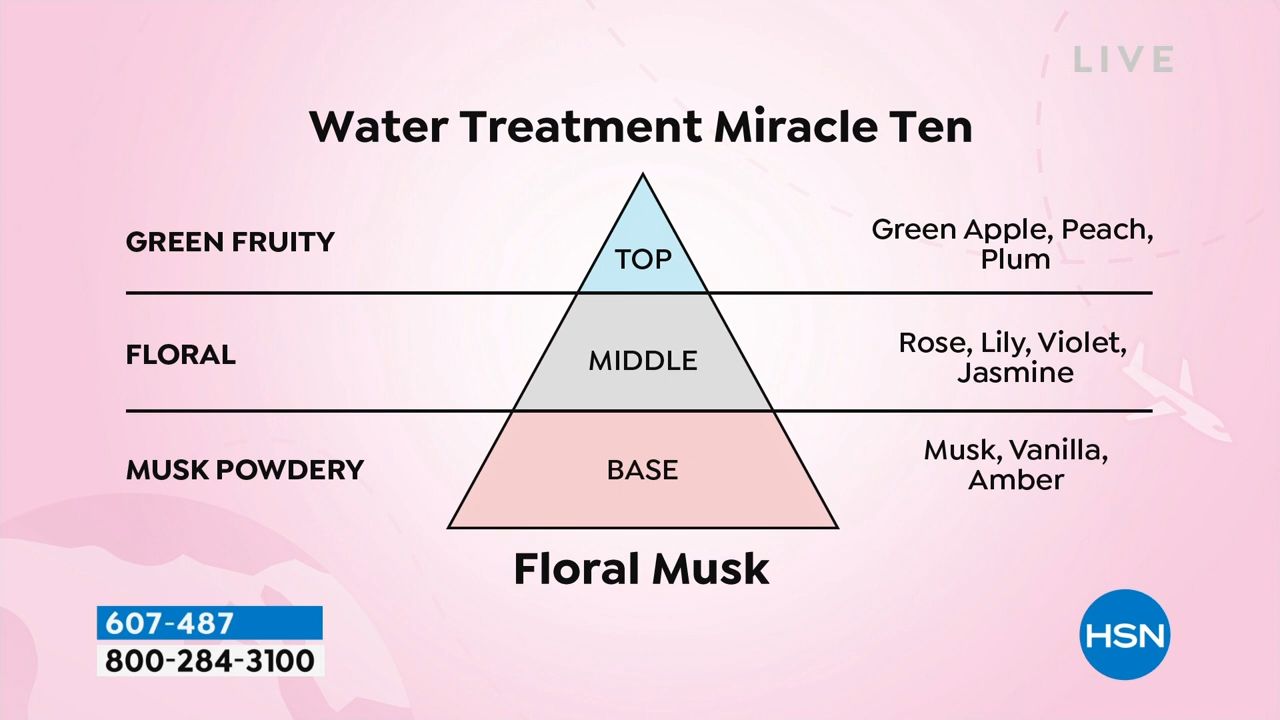 LIVE
Water Treatment Miracle Ten
GREEN FRUITY
TOP
Green Apple, Peach,
Plum
FLORAL
MIDDLE
Rose, Lily, Violet,
Jasmine
MUSK POWDERY
BASE
Musk, Vanilla,
Amber
Floral Musk
607-487
800-284-3100
HSN